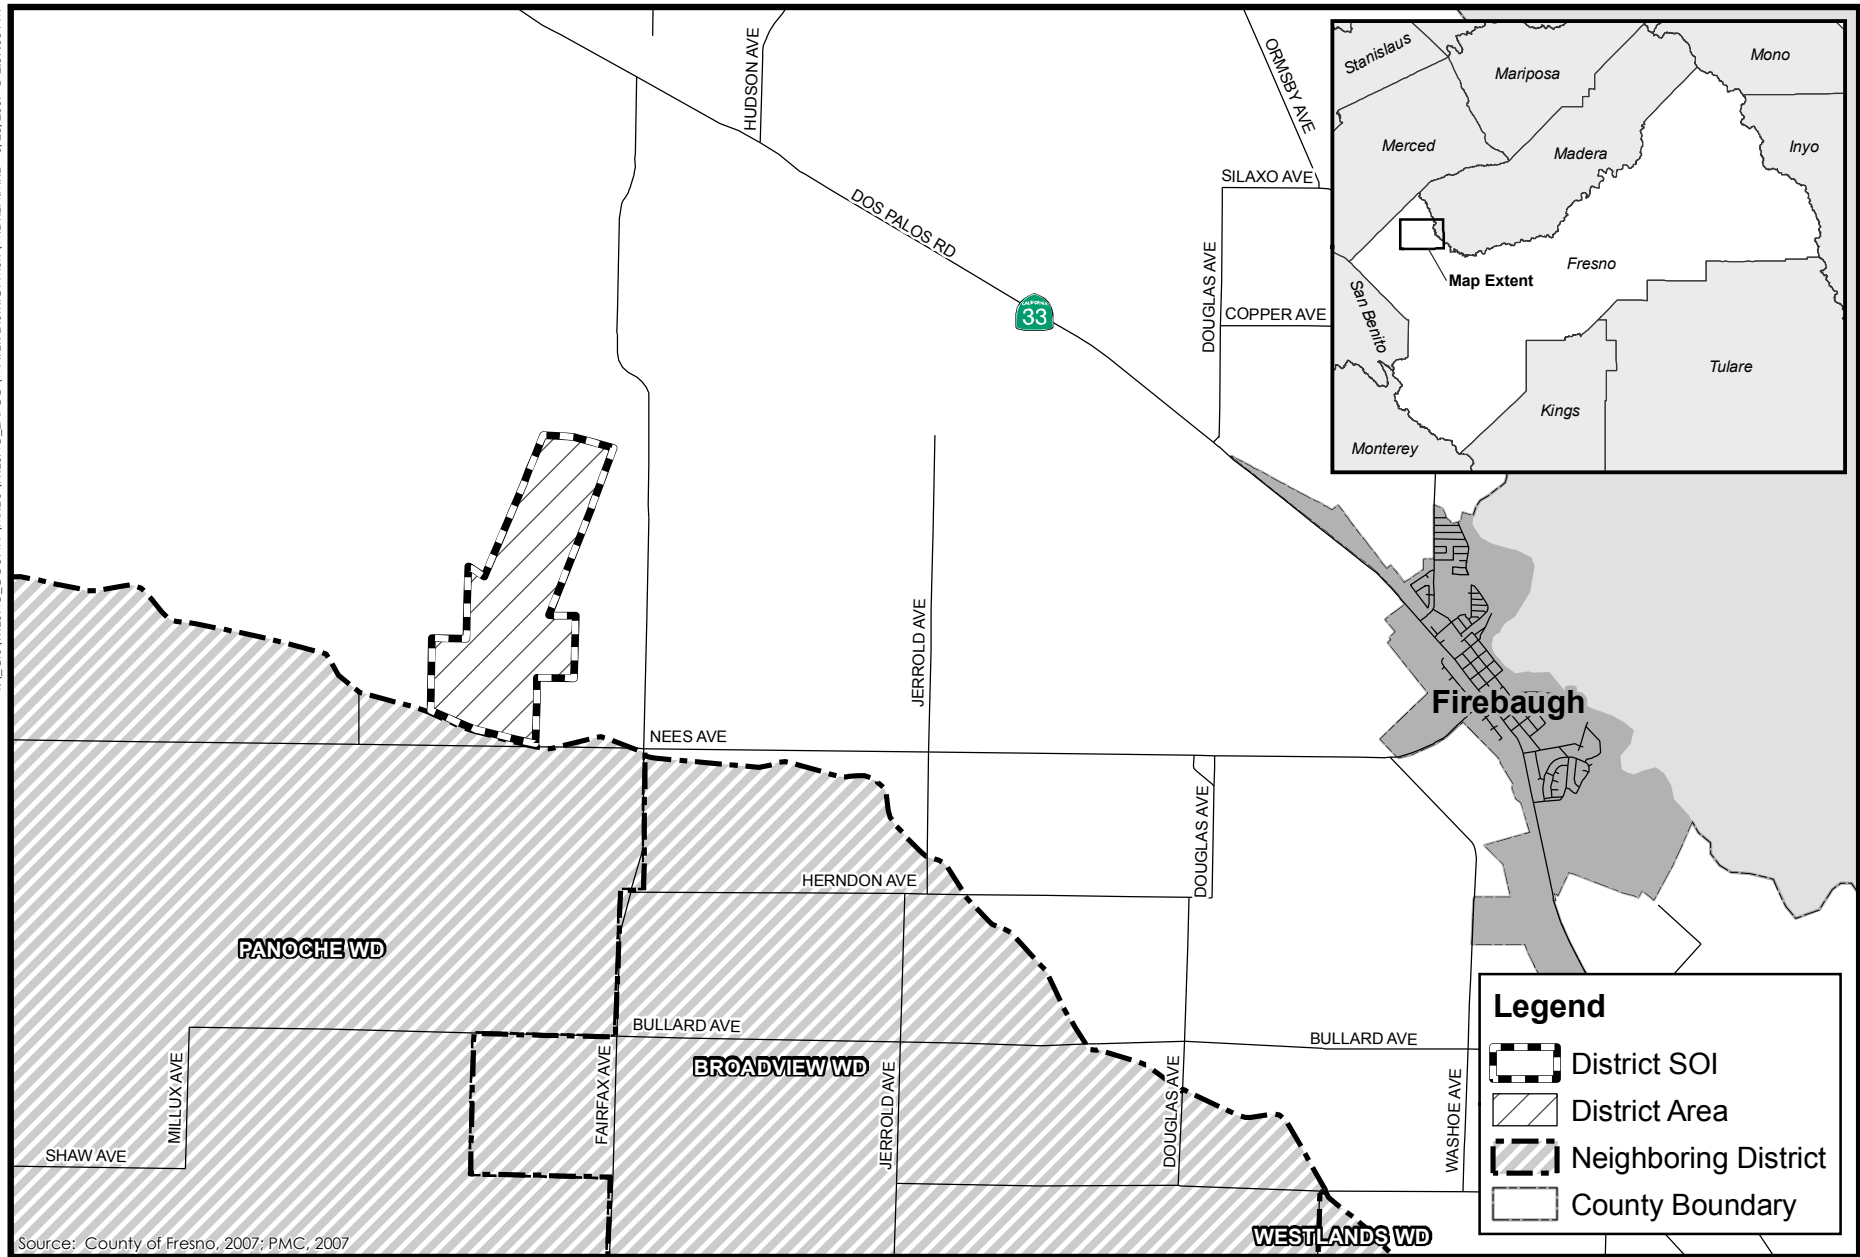 HUDSON AVE
ORMSBY AVE
DOS PALOS RD
CALIFORNIA
33
SILAXO AVE
DOUGLAS AVE
COPPER AVE
Stanislaus
Mariposa
Mono
Merced
Madera
Inyo
Fresno
Map Extent
San Benito
Tulare
Kings
Monterey
JERROLD AVE
Firebaugh
NEES AVE
DOUGLAS AVE
HERNDON AVE
PANOCHE WD
BULLARD AVE
BULLARD AVE
BROADVIEW WD
MILLUX AVE
FAIRFAX AVE
JERROLD AVE
DOUGLAS AVE
WASHOE AVE
SHAW AVE
WESTLANDS WD
Legend
District SOI
District Area
Neighboring District
County Boundary
Source: County of Fresno, 2007; PMC, 2007